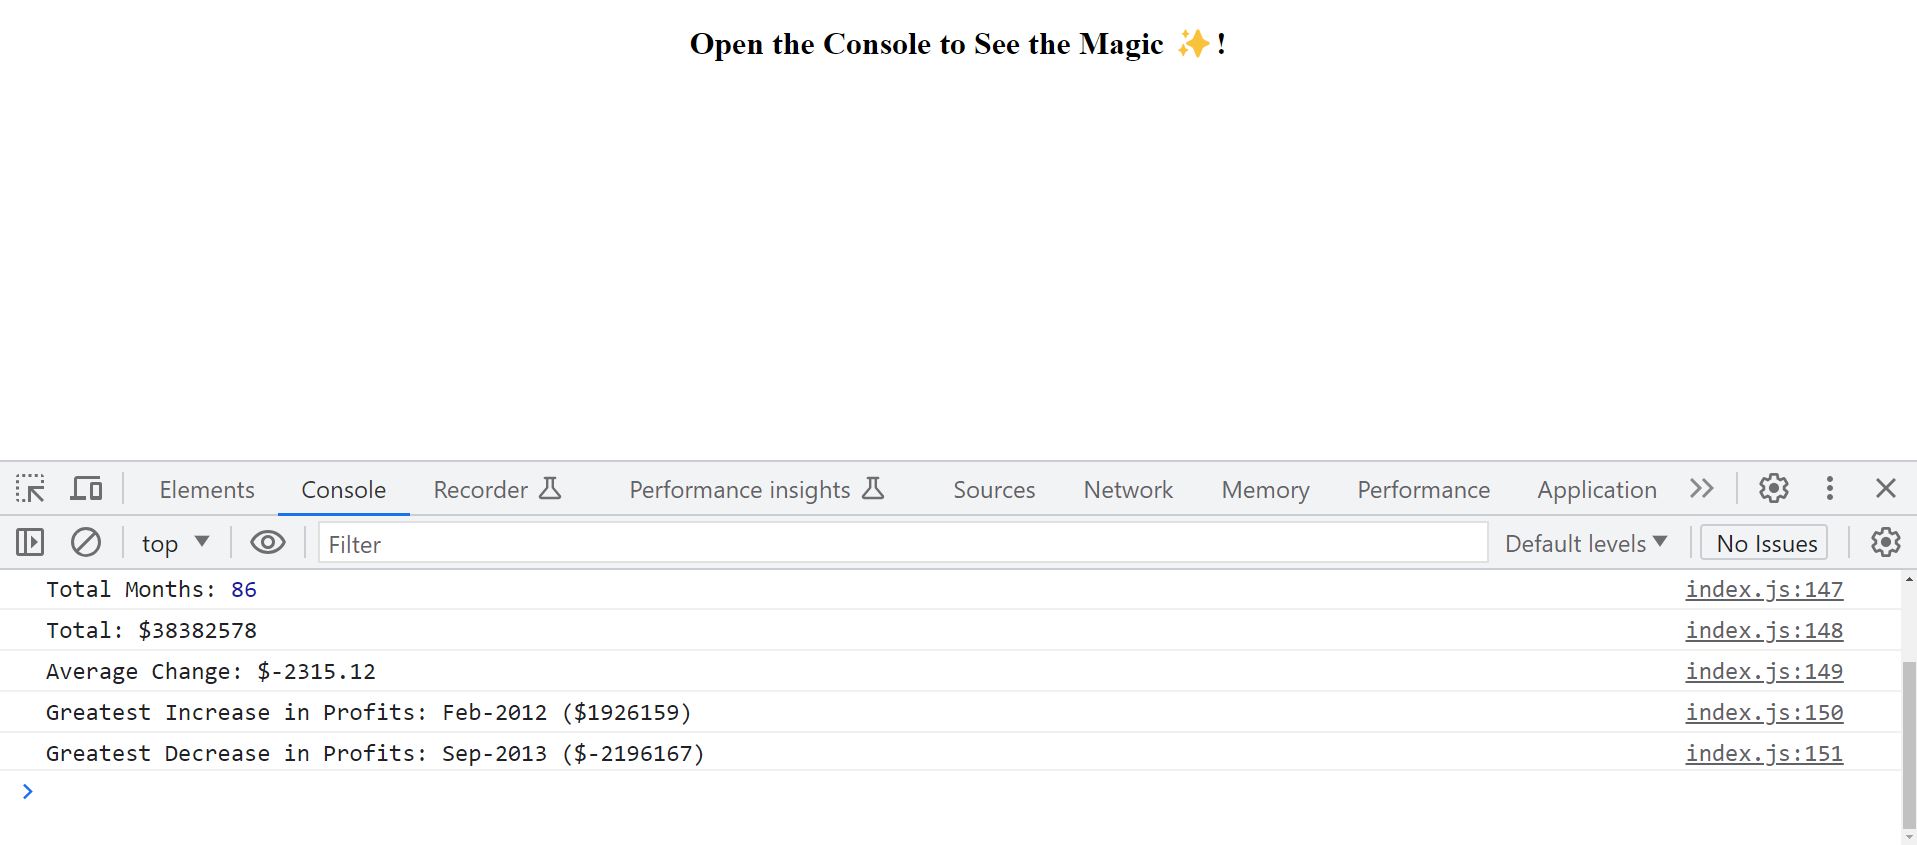 Open the Console to See the Magic ✨!
Elements Console Recorder Performance insights Sources Network Memory Performance Application
top Filter Default levels No Issues
Total Months: 86 index.js:147
Total: $38382578 index.js:148
Average Change: $-2315.12 index.js:149
Greatest Increase in Profits: Feb-2012 ($1926159) index.js:150
Greatest Decrease in Profits: Sep-2013 ($-2196167) index.js:151